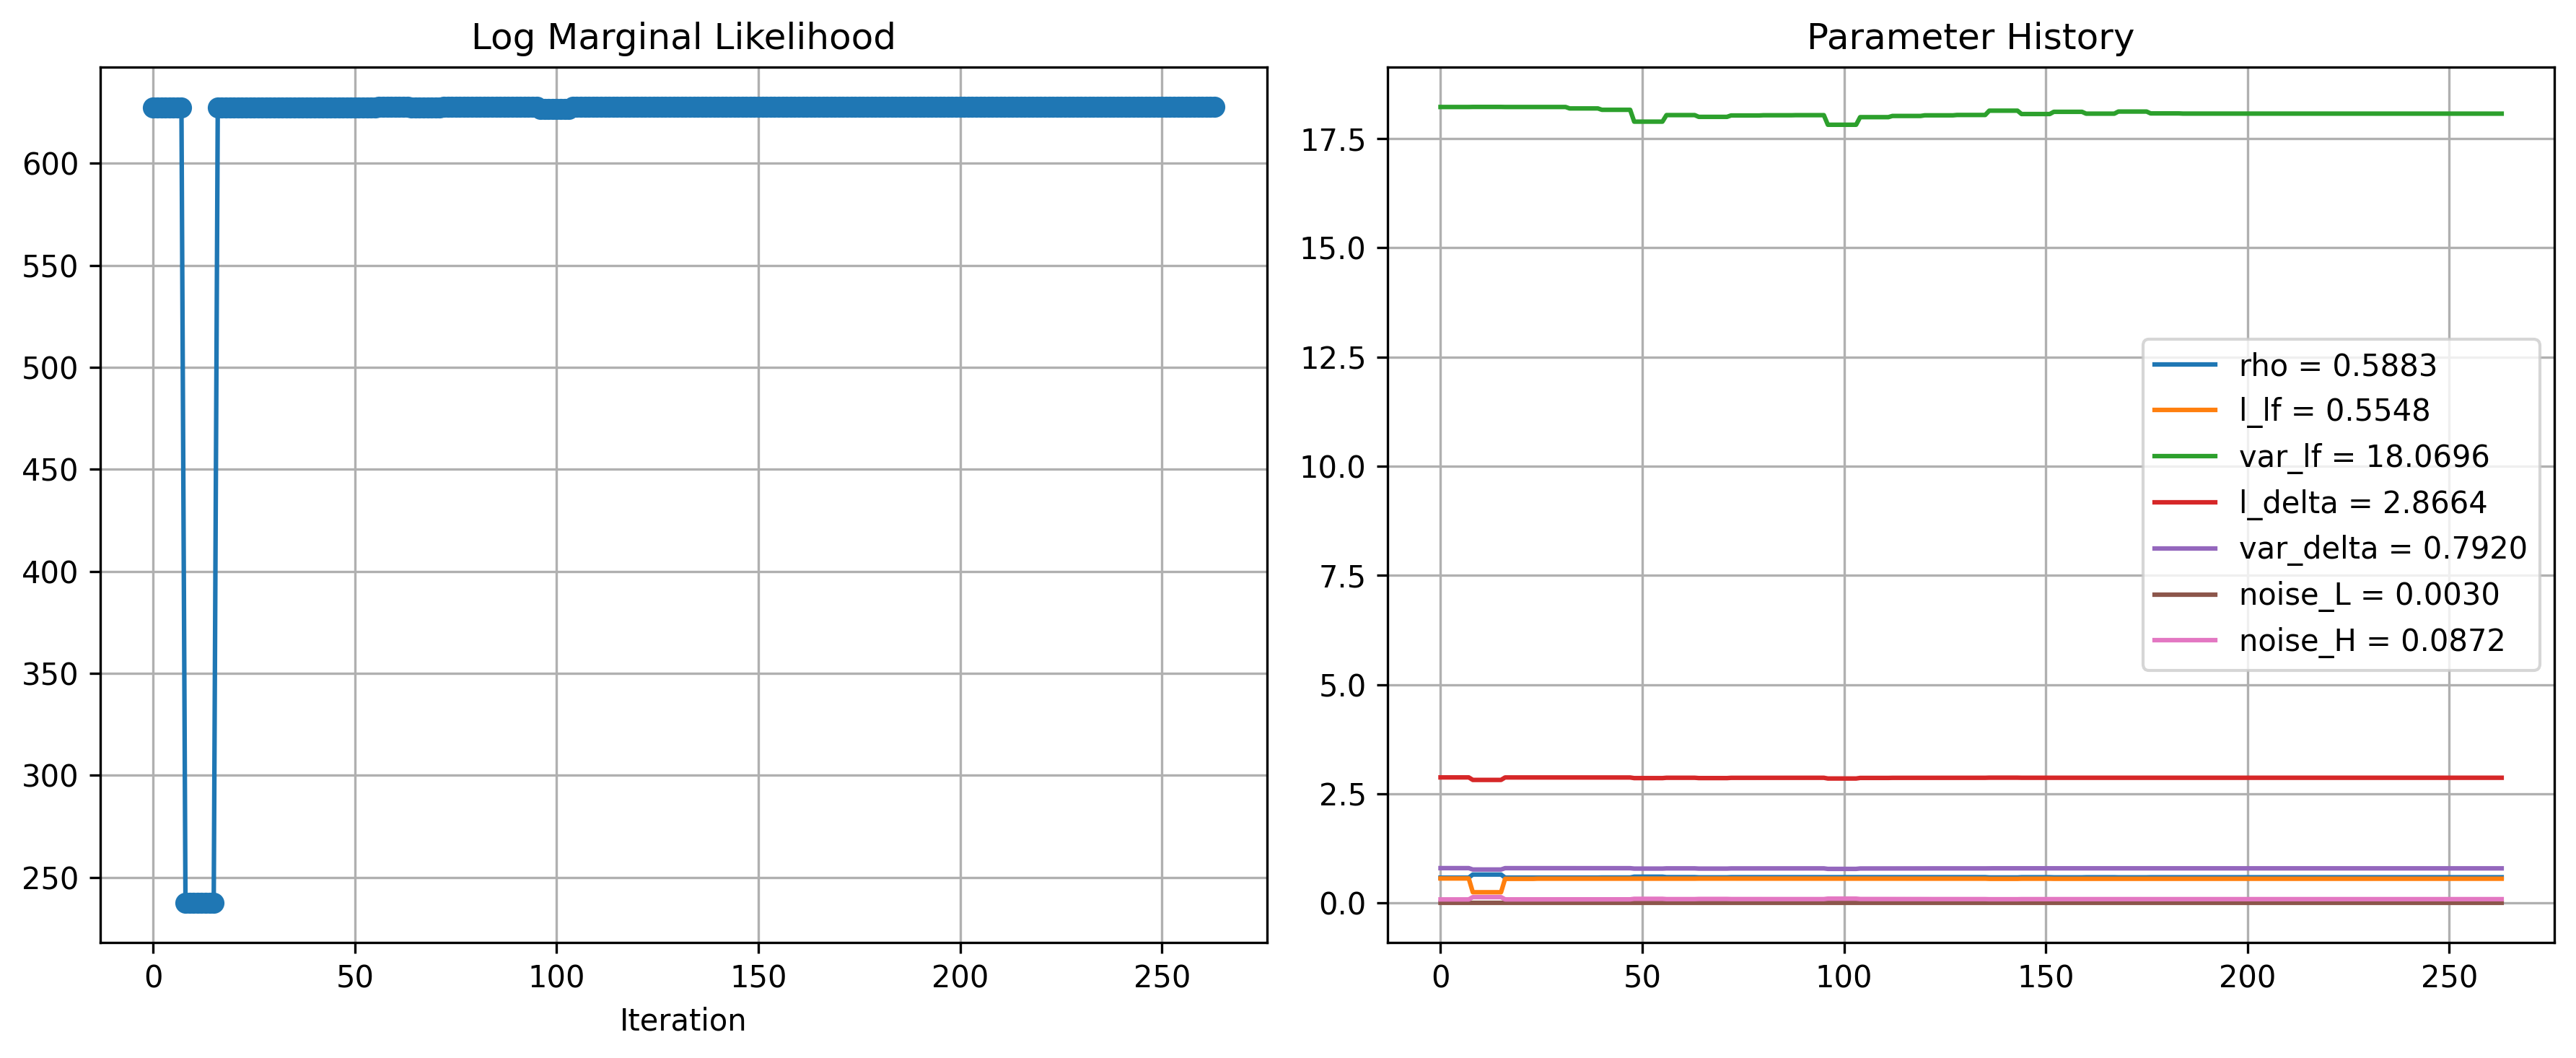 Log Marginal Likelihood
600
550
500
450
400
350
300
250
0 50 100 150 200 250
Iteration
Parameter History
17.5
15.0
12.5
10.0
7.5
5.0
2.5
0.0
rho = 0.5883
l_lf = 0.5548
var_lf = 18.0696
l_delta = 2.8664
var_delta = 0.7920
noise_L = 0.0030
noise_H = 0.0872
0 50 100 150 200 250